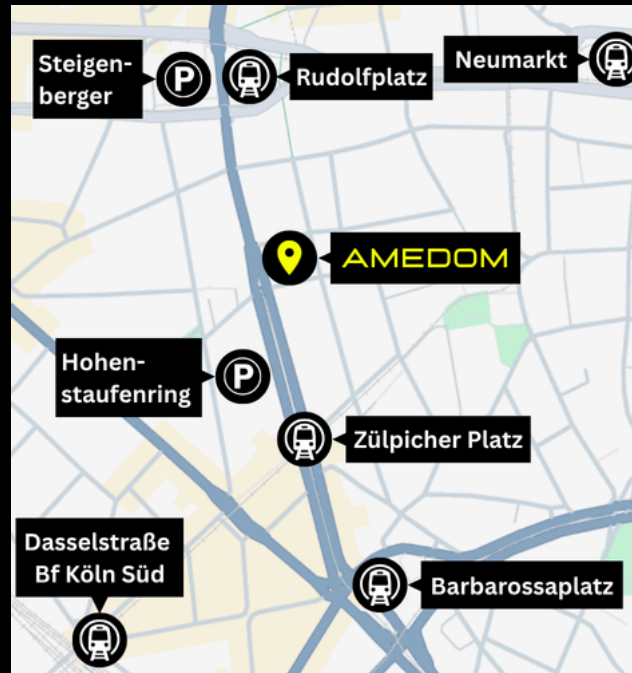 Steigen-
berger
P
Rudolfplatz
Neumarkt
AMEDOM
Hohen-
staufenring
P
Zülpicher Platz
Dasselstraße
Bf Köln Süd
Barbarossaplatz